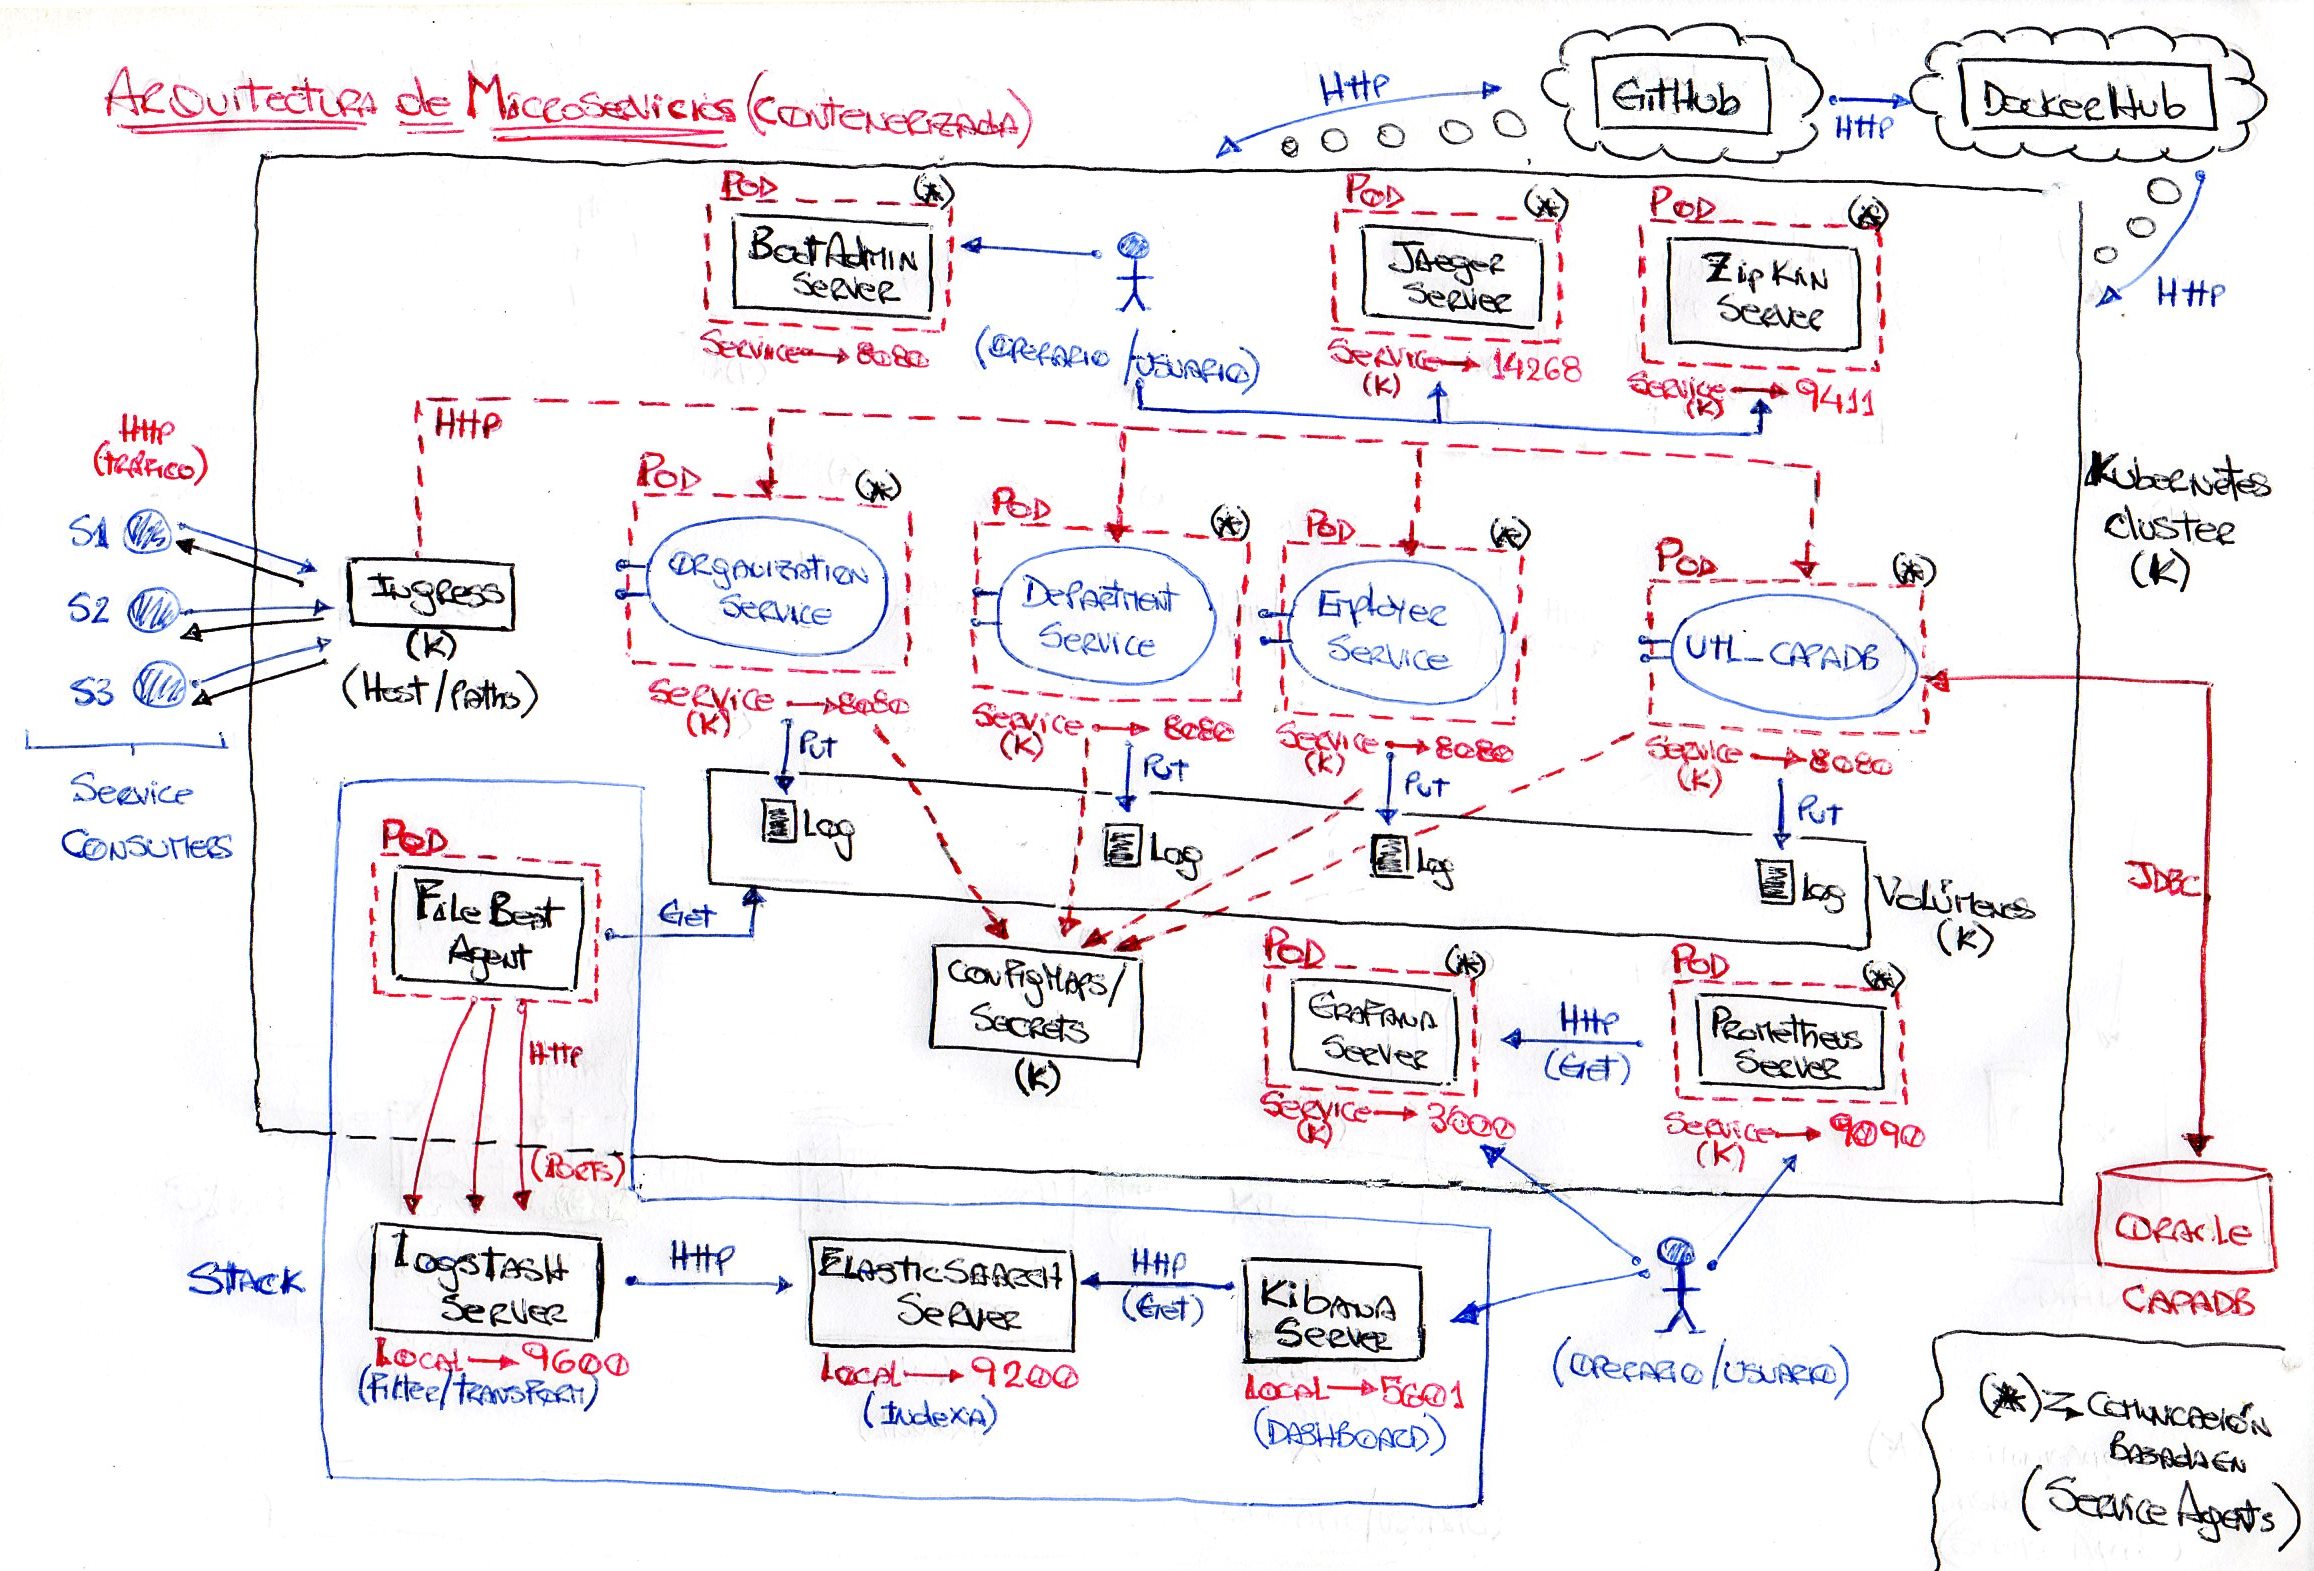 Arquitectura de Microservicios (Contenerizada)
HTTP
GitHub
HTTP
DockerHub
HTTP
POD
(*)
BootAdmin
Server
Service → 8080
(Operario/Usuario)
POD
(*)
Jaeger
Server
Service → 14268
(K)
POD
(*)
ZipKin
Server
Service → 9411
(K)
Kubernetes
Cluster
(K)
HTTP
(Tráfico)
S1
S2
S3
Service
Consumers
HTTP
Ingress
(K)
(Host/Paths)
POD
(*)
Organization
Service
Service → 8080
(K)
Put
Log
POD
(*)
Department
Service
Service → 8080
(K)
Put
Log
POD
(*)
Employer
Service
Service → 8080
(K)
Put
Log
POD
(*)
UTL_CAPADB
Service → 8080
(K)
Put
Log
Volúmenes
(K)
JDBC
Oracle
CAPADB
POD
FileBeat
Agent
Get
HTTP
(Ports)
ConfigMaps/
Secrets
(K)
POD
(*)
Grafana
Server
Service → 3000
(K)
HTTP
(Get)
POD
(*)
Prometheus
Server
Service → 9090
(K)
Stack
Logstash
Server
Local → 9600
(Filter/Transform)
HTTP
ElasticSearch
Server
Local → 9200
(Indexa)
HTTP
(Get)
Kibana
Server
Local → 5601
(Dashboard)
(Operario/Usuario)
(*) Comunicación
basada en
(Service Agents)